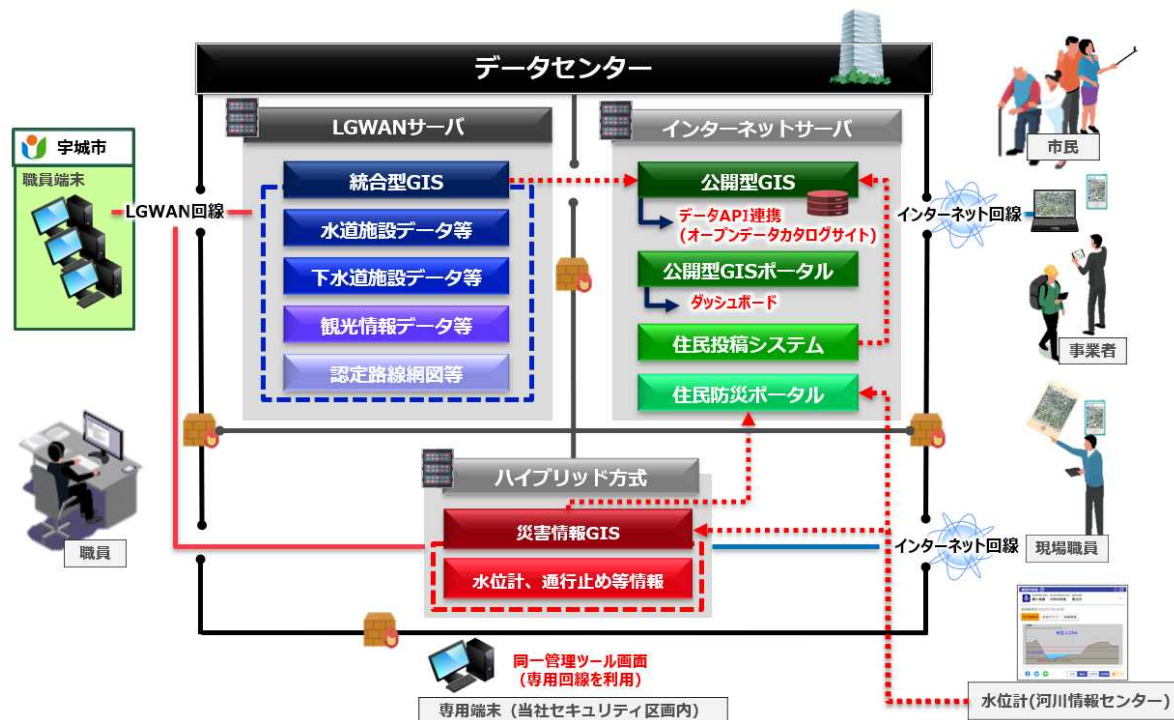 データセンター
LGWANサーバ
インターネットサーバ
宇城市
職員端末
LGWAN回線
統合型GIS
水道施設データ等
下水道施設データ等
観光情報データ等
認定路線網図等
公開型GIS
データAPI連携
(オープンデータカタログサイト)
公開型GISポータル
ダッシュボード
住民投稿システム
住民防災ポータル
市民
インターネット回線
事業者
職員
ハイブリッド方式
災害情報GIS
水位計、通行止め等情報
インターネット回線
現場職員
同一管理ツール画面
(専用回線を利用)
専用端末（当社セキュリティ区画内）
水位計(河川情報センター)